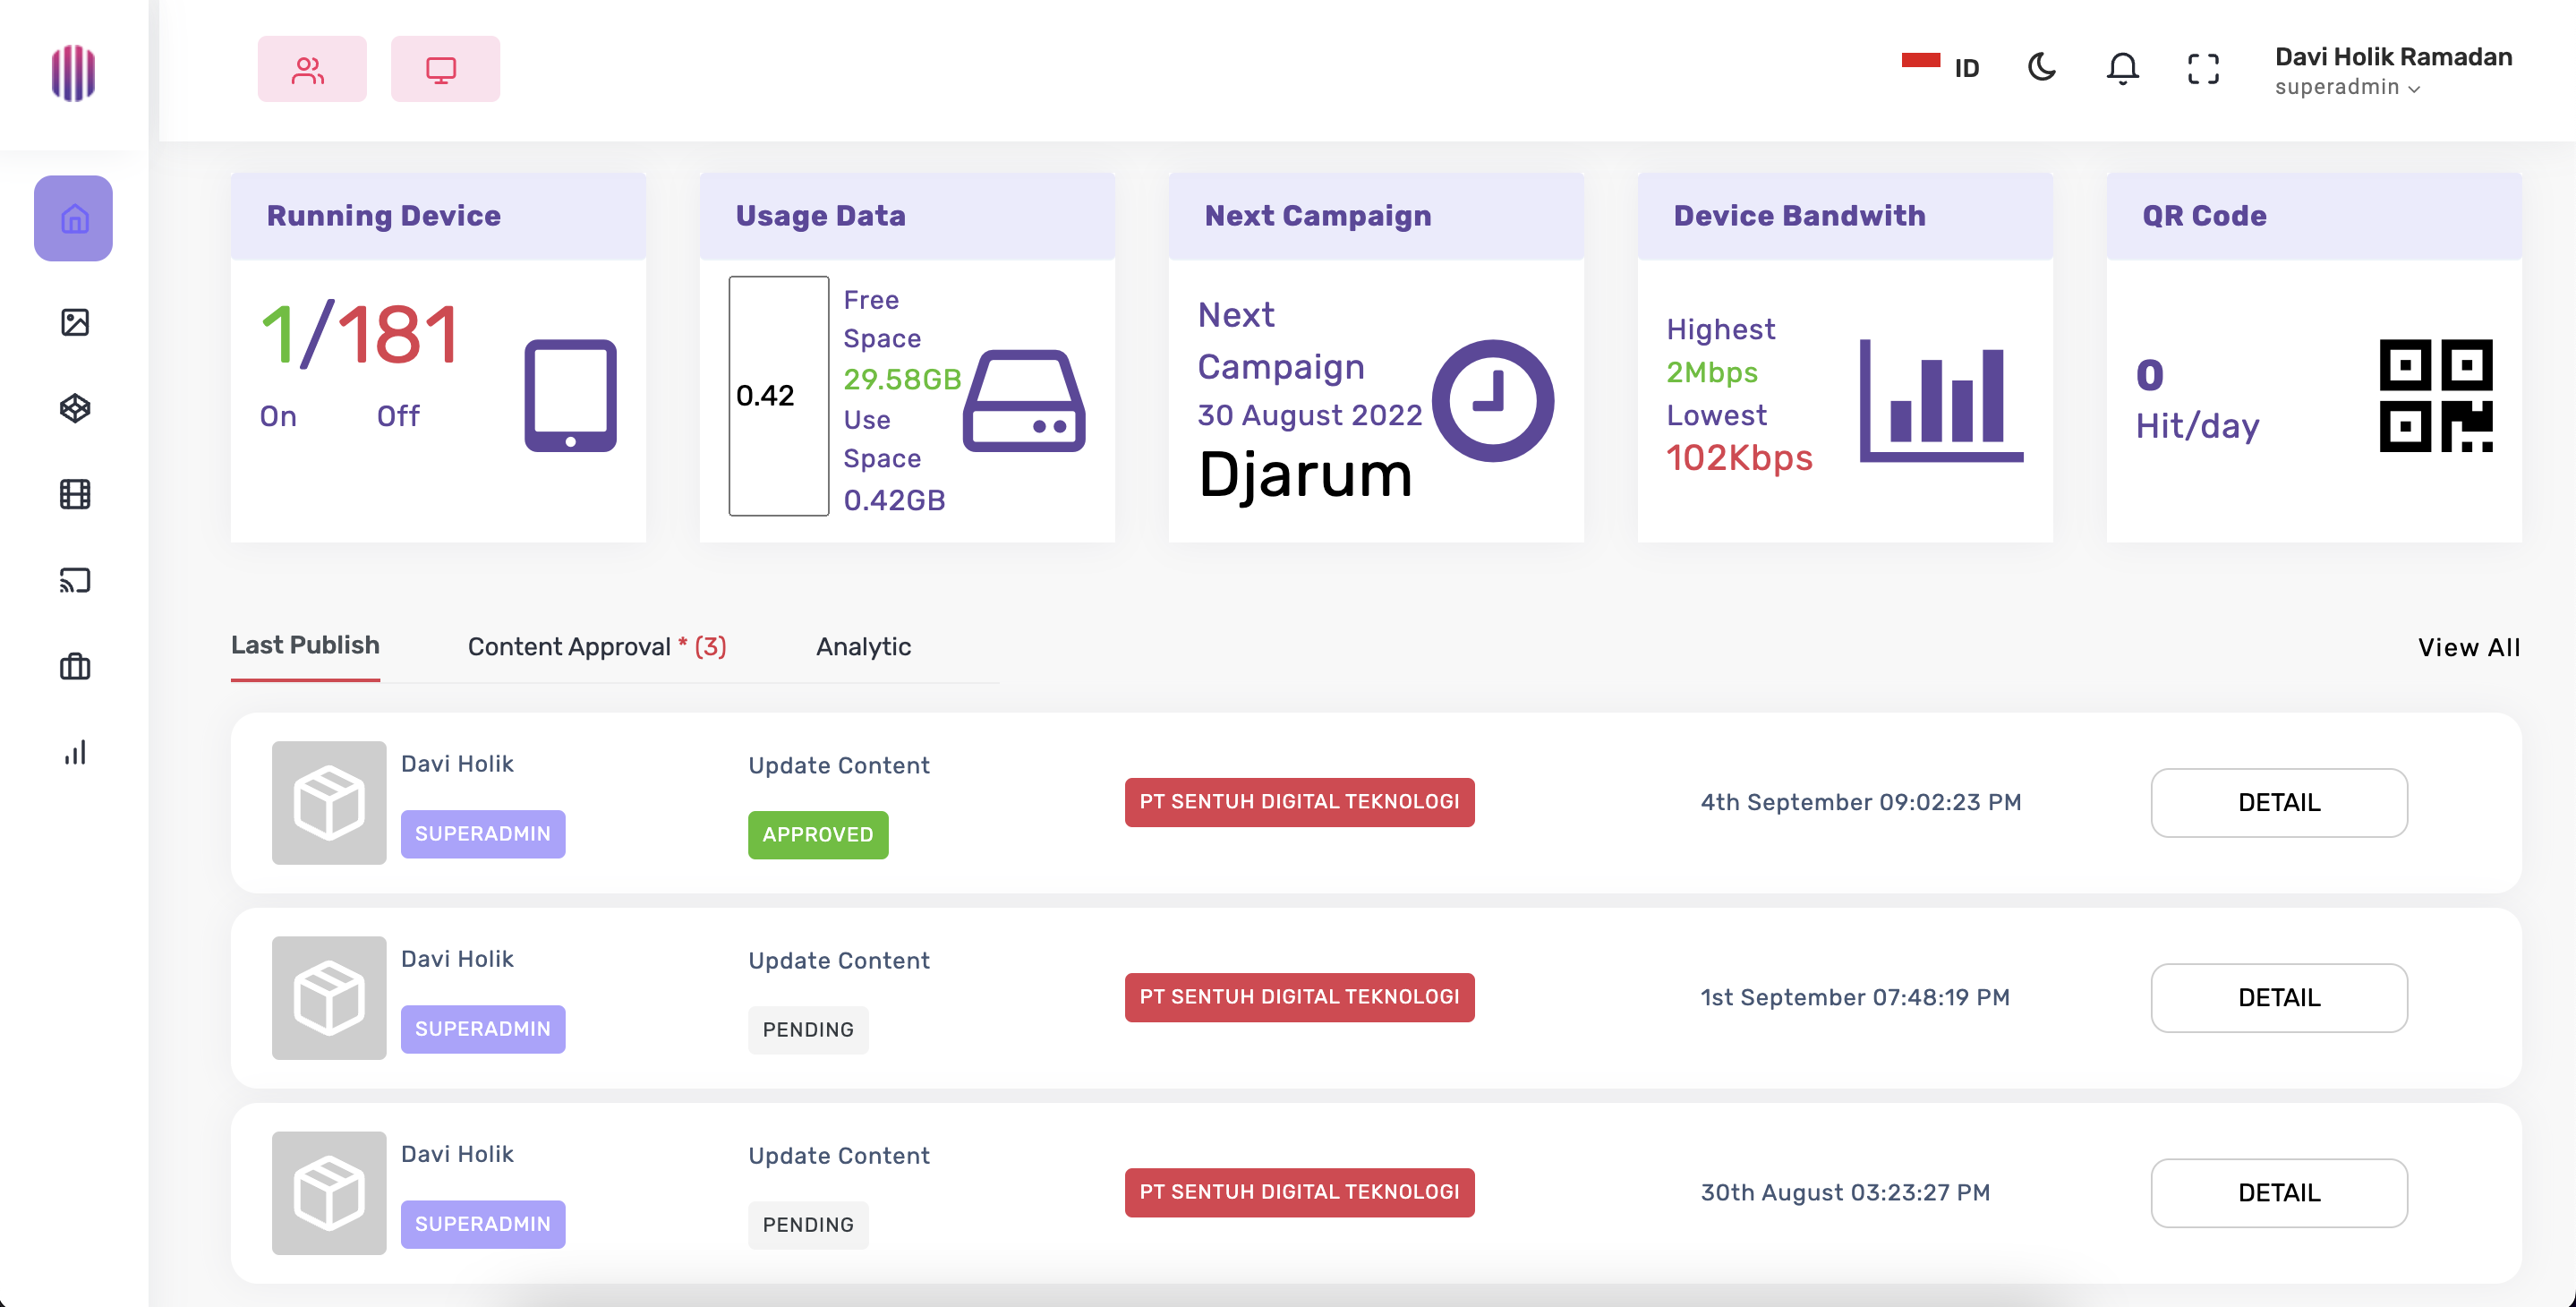 ID
Davi Holik Ramadan
superadmin
Running Device
1/181
On Off
Usage Data
0.42
Free
Space
29.58GB
Use
Space
0.42GB
Next Campaign
Next
Campaign
30 August 2022
Djarum
Device Bandwith
Highest
2Mbps
Lowest
102Kbps
QR Code
0
Hit/day
Last Publish Content Approval * (3) Analytic View All
Davi Holik
SUPERADMIN
Update Content
APPROVED
PT SENTUH DIGITAL TEKNOLOGI
4th September 09:02:23 PM
DETAIL
Davi Holik
SUPERADMIN
Update Content
PENDING
PT SENTUH DIGITAL TEKNOLOGI
1st September 07:48:19 PM
DETAIL
Davi Holik
SUPERADMIN
Update Content
PENDING
PT SENTUH DIGITAL TEKNOLOGI
30th August 03:23:27 PM
DETAIL